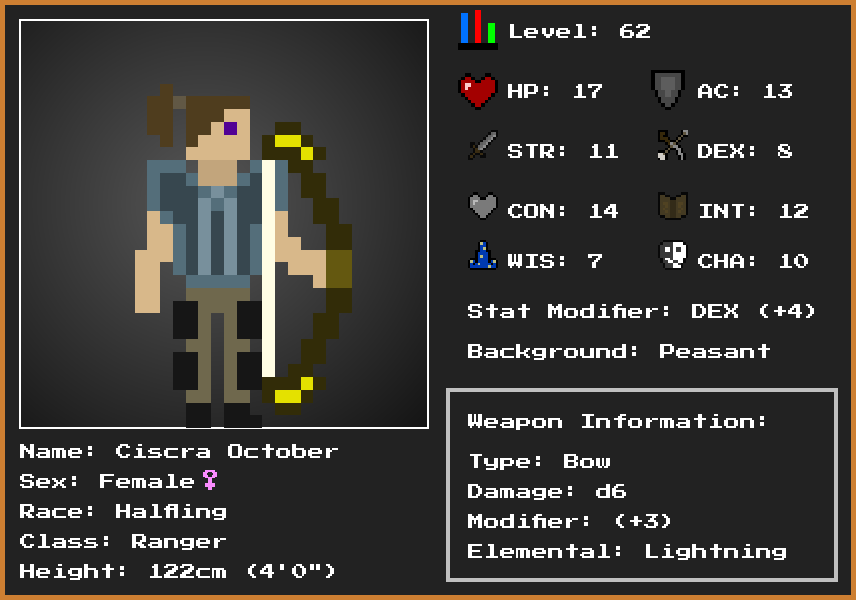 Level: 62
HP: 17
AC: 13
STR: 11
DEX: 8
CON: 14
INT: 12
WIS: 7
CHA: 10
Stat Modifier: DEX (+4)
Background: Peasant
Name: Ciscra October
Sex: Female♀
Race: Halfling
Class: Ranger
Height: 122cm (4'0")
Weapon Information:
Type: Bow
Damage: d6
Modifier: (+3)
Elemental: Lightning